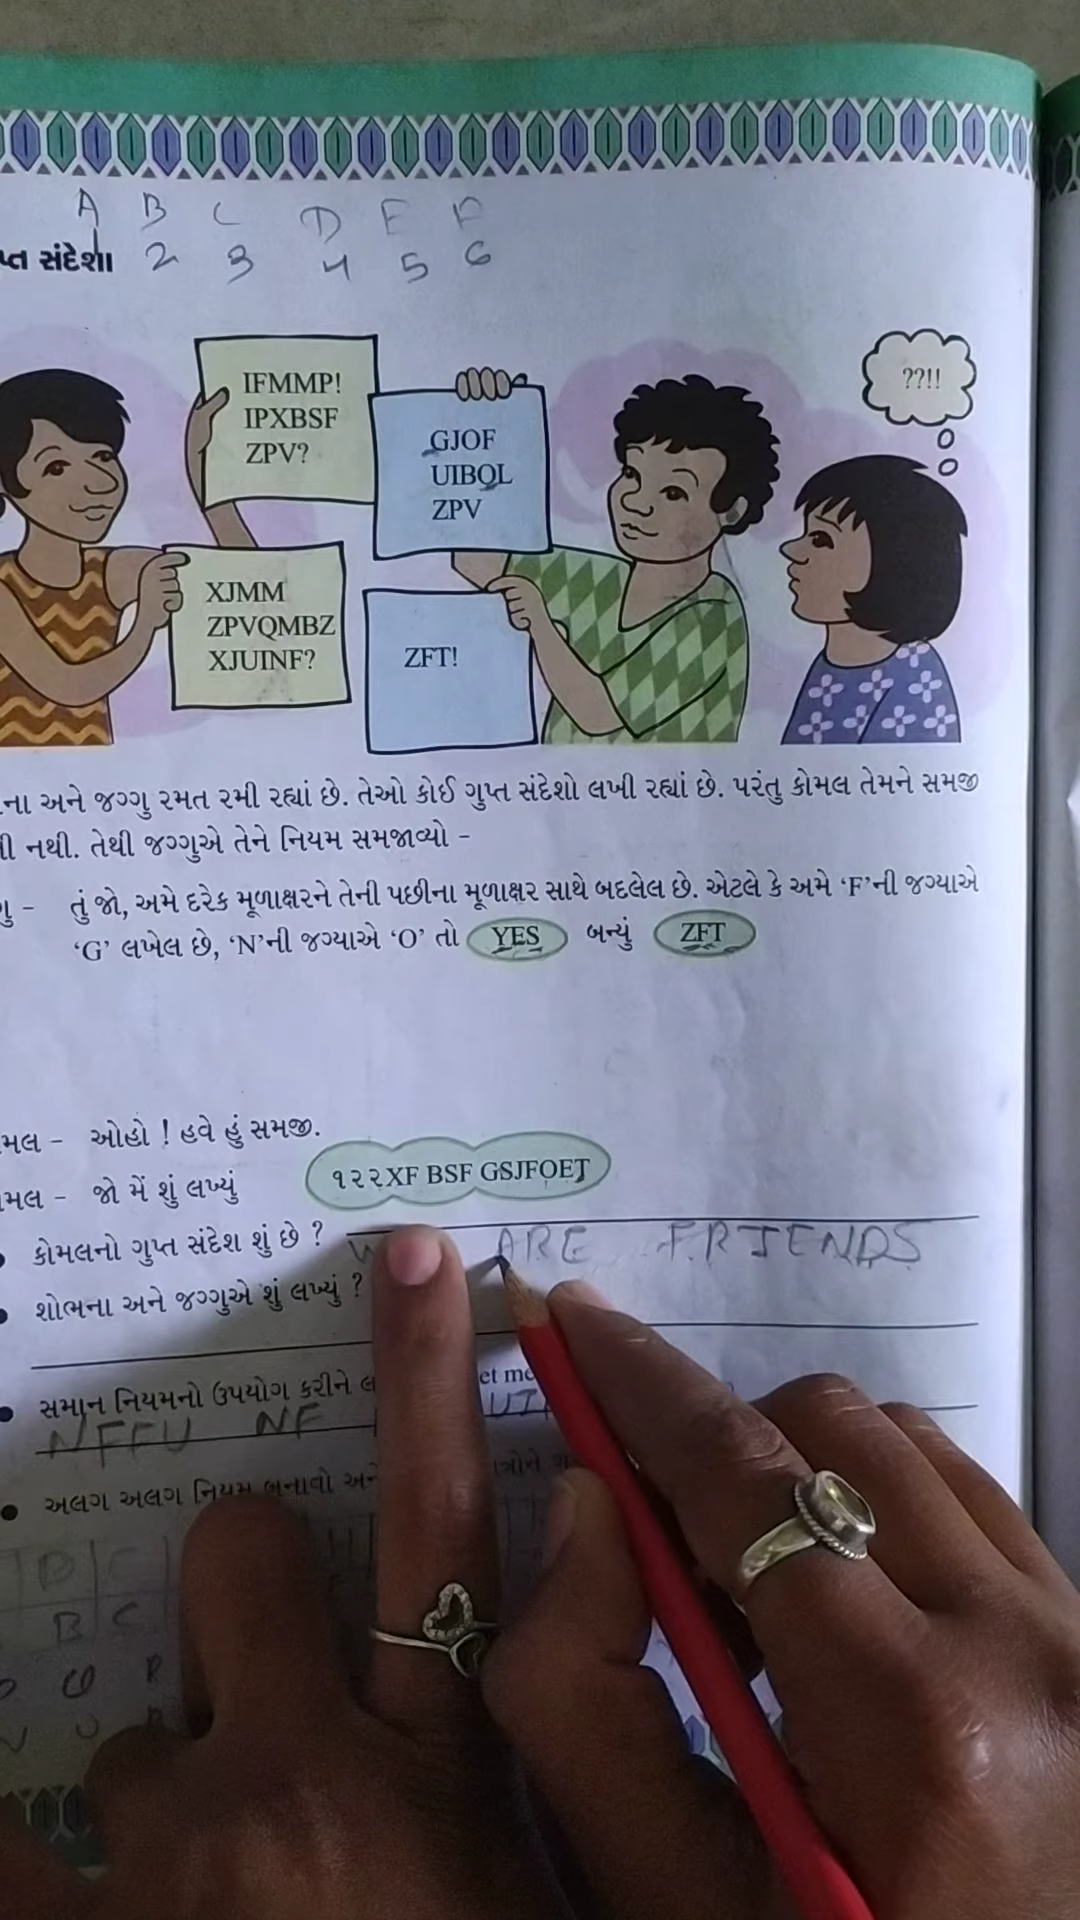 A B C D E F
પ્ત સંદેશા 2 3 4 5 6
??!!
IFMMP!
IPXBSF
ZPV?
GJOF
UIBOL
ZPV
XJMM
ZPVQMBZ
XJUINF?
ZFT!
ના અને જગ્ગુ રમત રમી રહ્યાં છે. તેઓ કોઈ ગુપ્ત સંદેશો લખી રહ્યાં છે. પરંતુ કોમલ તેમને સમજી
ી નથી. તેથી જગ્ગુએ તેને નિયમ સમજાવ્યો -
ગુ - તું જો, અમે દરેક મૂળાક્ષરને તેની પછીના મૂળાક્ષર સાથે બદલેલ છે. એટલે કે અમે ‘F’ની જગ્યાએ
‘G’ લખેલ છે, ‘N’ની જગ્યાએ ‘O’ તો YES બન્યું ZFT
મલ - ઓહો ! હવે હું સમજી.
મલ - જો મેં શું લખ્યું ૧૨૨XF BSF GSJFOET
કોમલનો ગુપ્ત સંદેશ શું છે ? W ARE FRIENDS
શોભના અને જગ્ગુએ શું લખ્યું ?
સમાન નિયમનો ઉપયોગ કરીને લ et me
NFFU NF UI
અલગ અલગ નિયમ બનાવો અને
B C